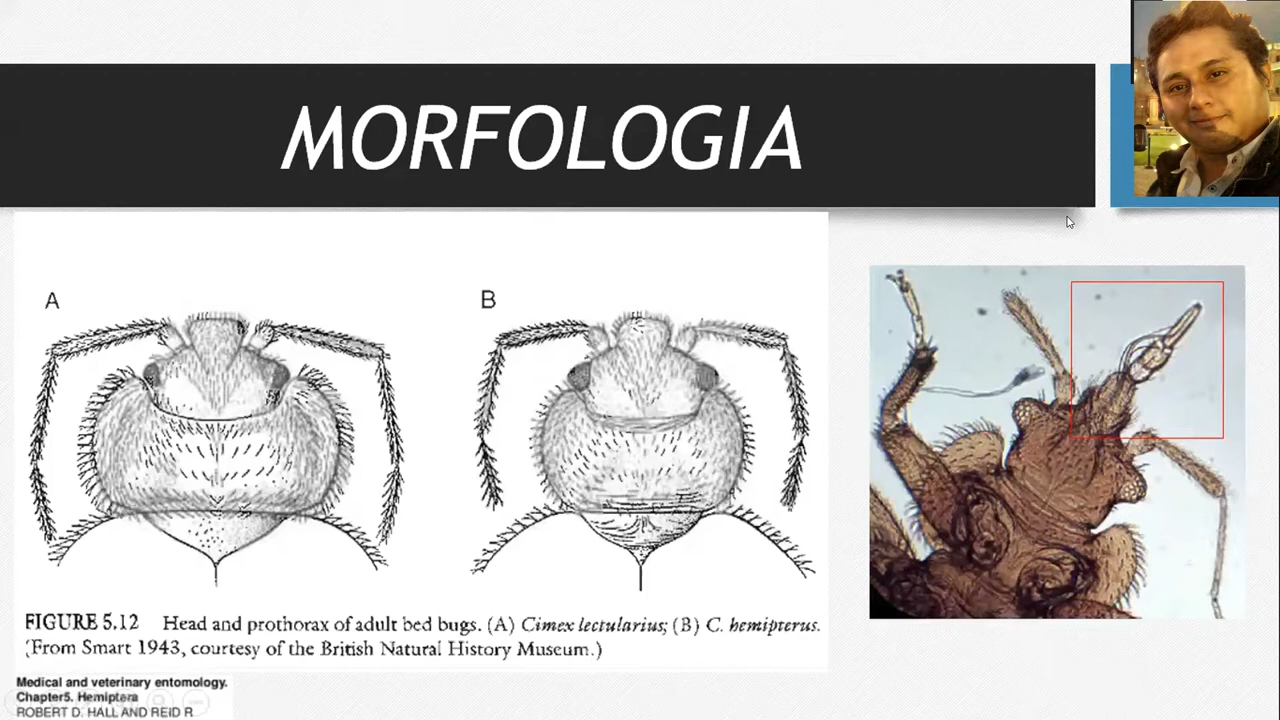 MORFOLOGIA
A
B
FIGURE 5.12 Head and prothorax of adult bed bugs. (A) Cimex lectularius; (B) C. hemipterus.
(From Smart 1943, courtesy of the British Natural History Museum.)
Medical and veterinary entomology.
Chapter5. Hemiptera
ROBERT D. HALL AND REID R